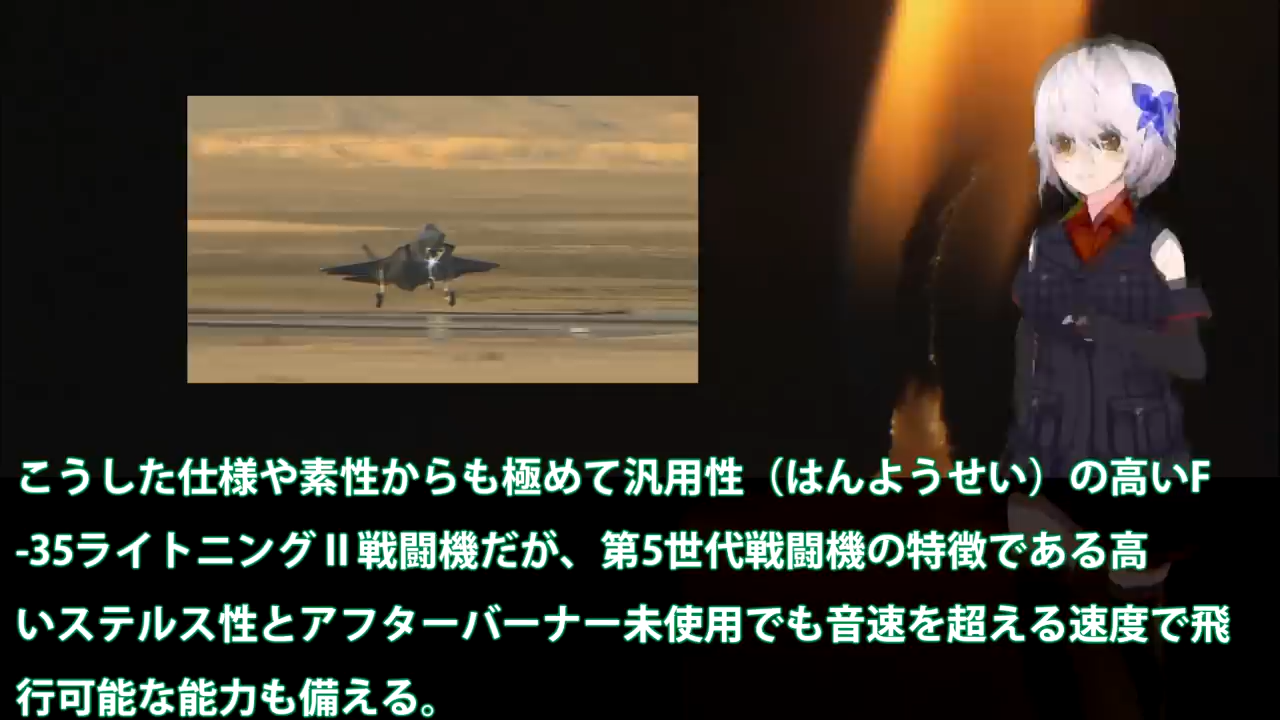 こうした仕様や素性からも極めて汎用性（はんようせい）の高いF
-35ライトニングⅡ戦闘機だが、第5世代戦闘機の特徴である高
いステルス性とアフターバーナー未使用でも音速を超える速度で飛
行可能な能力も備える。